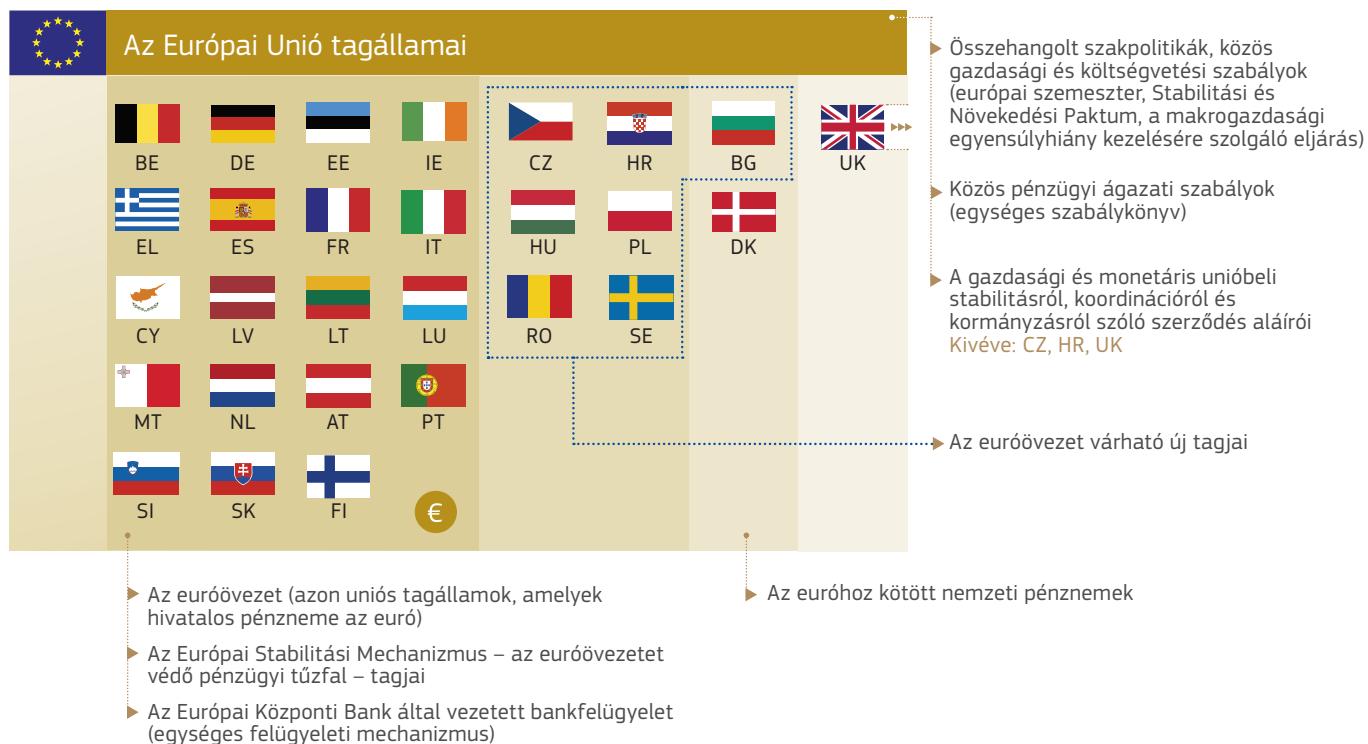 Az Európai Unió tagállamai
BE DE EE IE CZ HR BG UK
EL ES FR IT HU PL DK
CY LV LT LU RO SE
MT NL AT PT
SI SK FI €
Összehangolt szakpolitikák, közös
gazdasági és költségvetési szabályok
(európai szemeszter, Stabilitási és
Növekedési Paktum, a makrogazdasági
egyensúlyhiány kezelésére szolgáló eljárás)
Közös pénzügyi ágazati szabályok
(egységes szabálykönyv)
A gazdasági és monetáris unióbeli
stabilitásról, koordinációról és
kormányzásról szóló szerződés aláírói
Kivéve: CZ, HR, UK
Az euróövezet várható új tagjai
Az euróövezet (azon uniós tagállamok, amelyek
hivatalos pénzneme az euró)
Az Európai Stabilitási Mechanizmus – az euróövezetet
védő pénzügyi tűzfal – tagjai
Az Európai Központi Bank által vezetett bankfelügyelet
(egységes felügyeleti mechanizmus)
Az euróhoz kötött nemzeti pénznemek